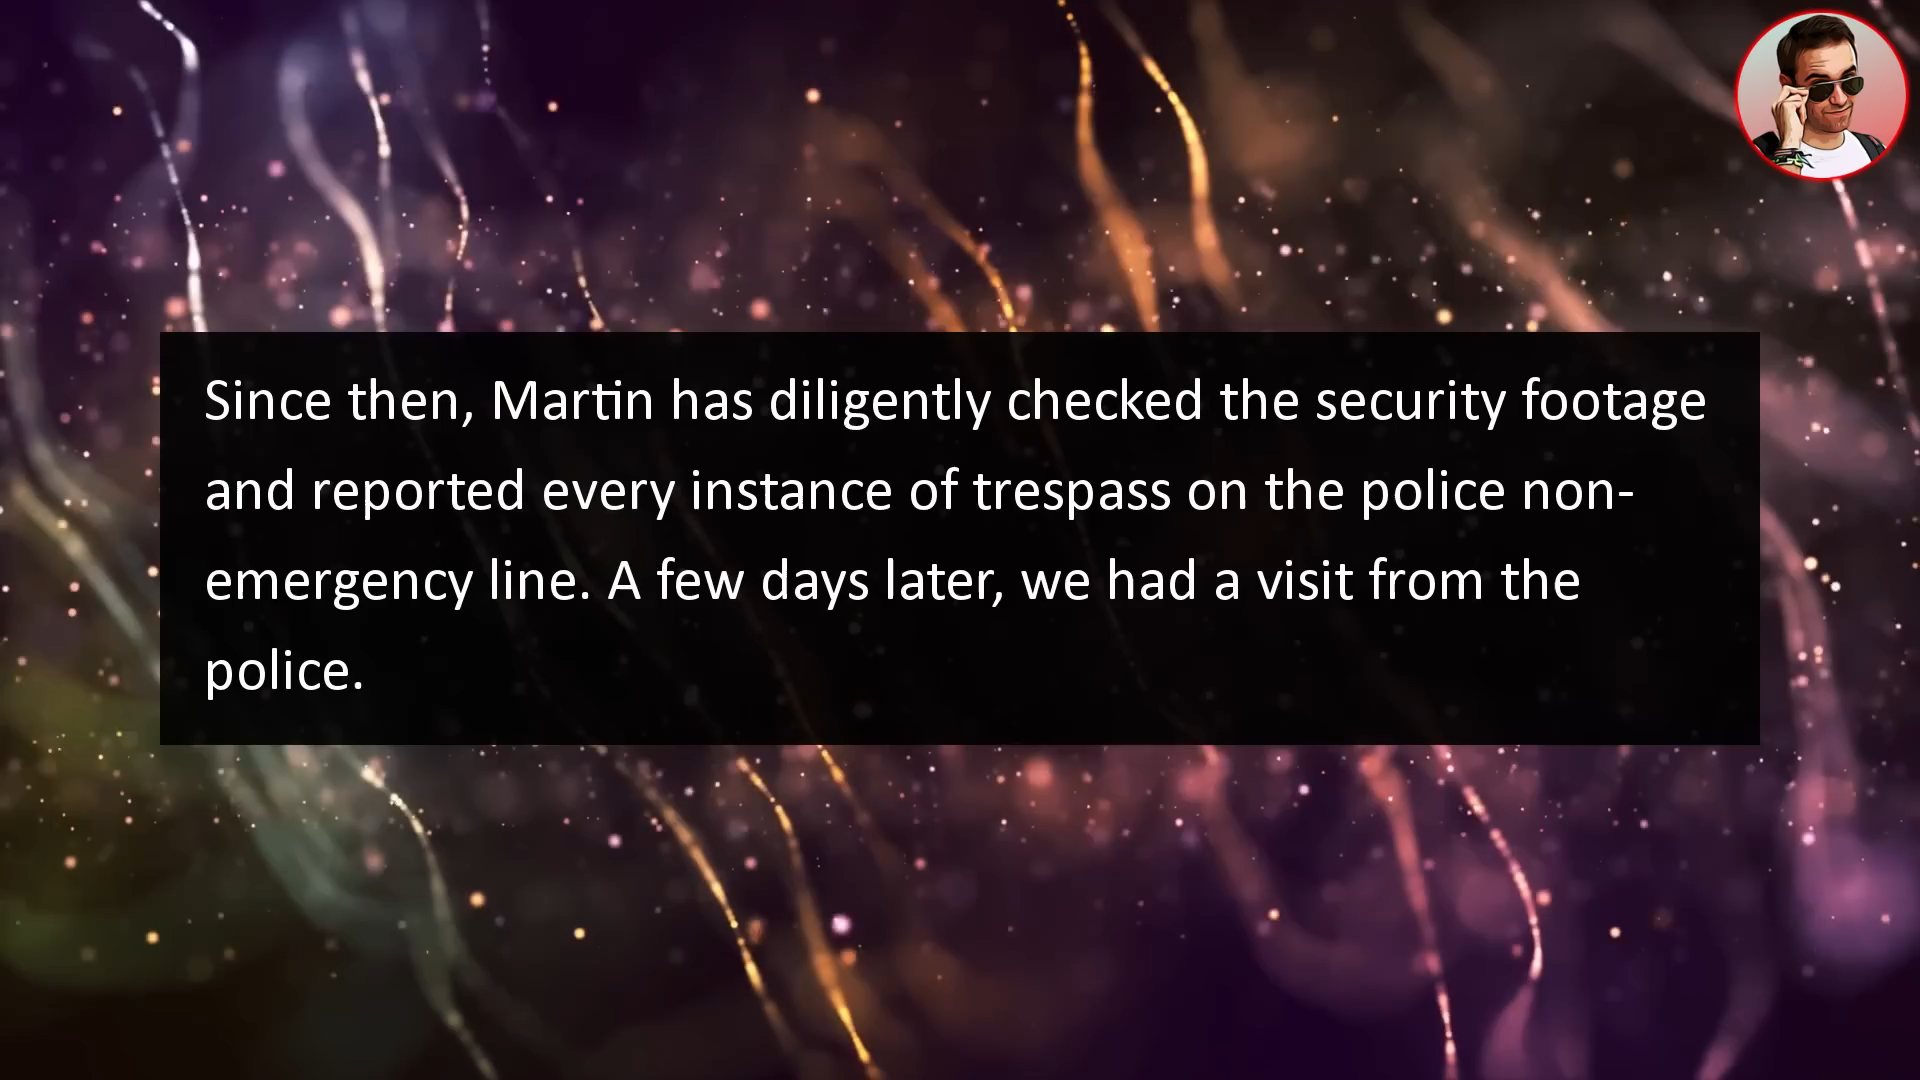 Since then, Martin has diligently checked the security footage
and reported every instance of trespass on the police non-
emergency line. A few days later, we had a visit from the
police.